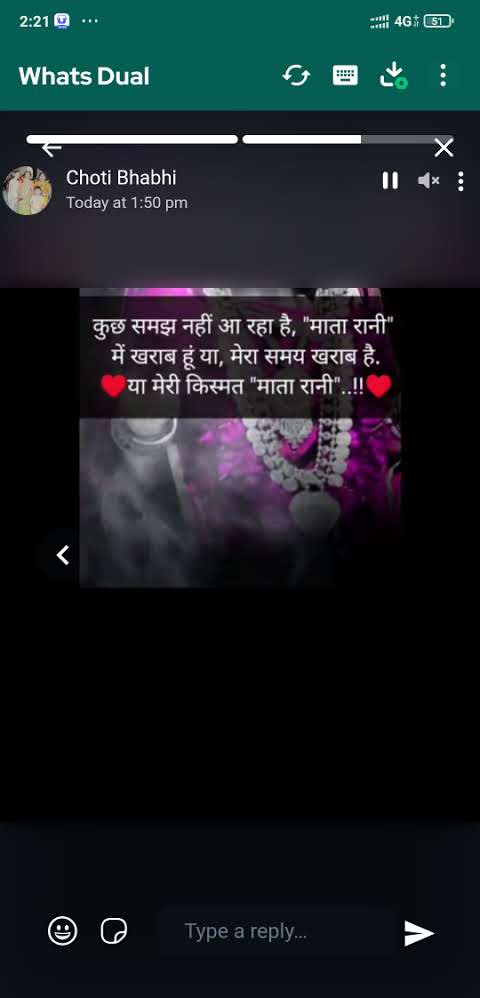 2:21 ... 4G 51
Whats Dual
Choti Bhabhi
Today at 1:50 pm
कुछ समझ नहीं आ रहा है, "माता रानी"
में खराब हूं या, मेरा समय खराब है.
❤️या मेरी किस्मत "माता रानी"..!!❤️
Type a reply...